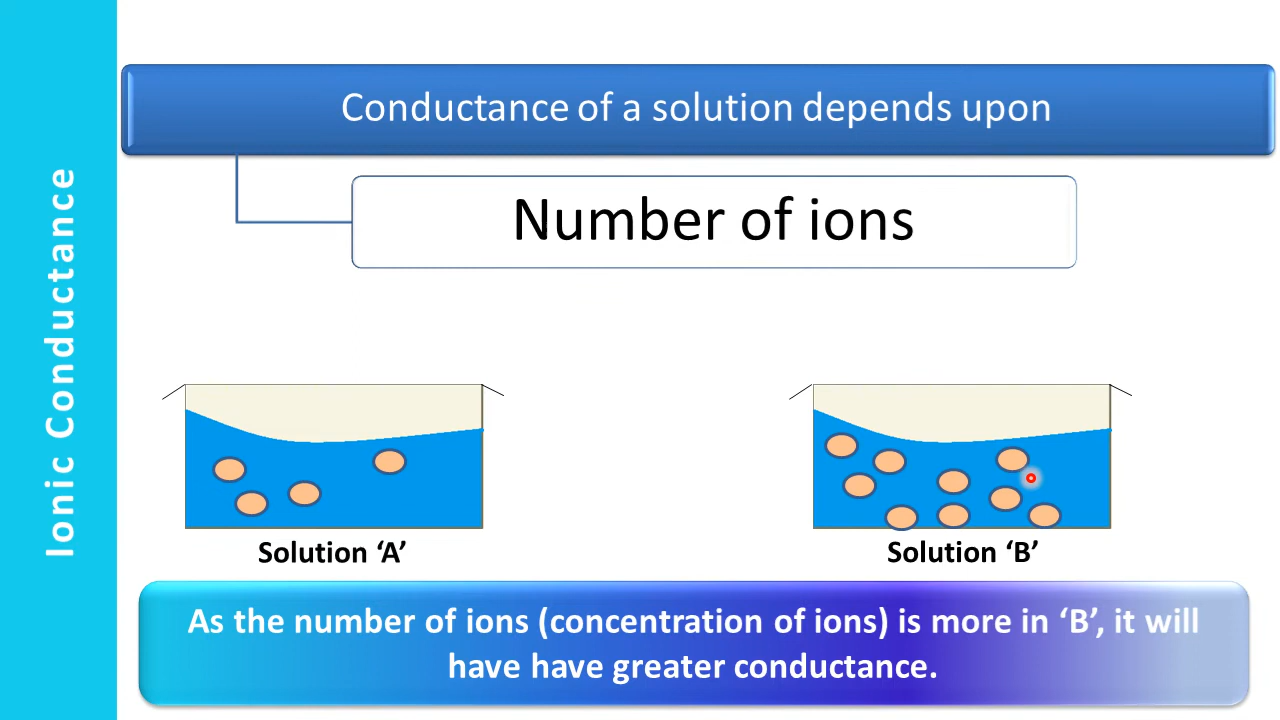 Ionic Conductance
Conductance of a solution depends upon
Number of ions
Solution ‘A’
Solution ‘B’
As the number of ions (concentration of ions) is more in ‘B’, it will
have have greater conductance.